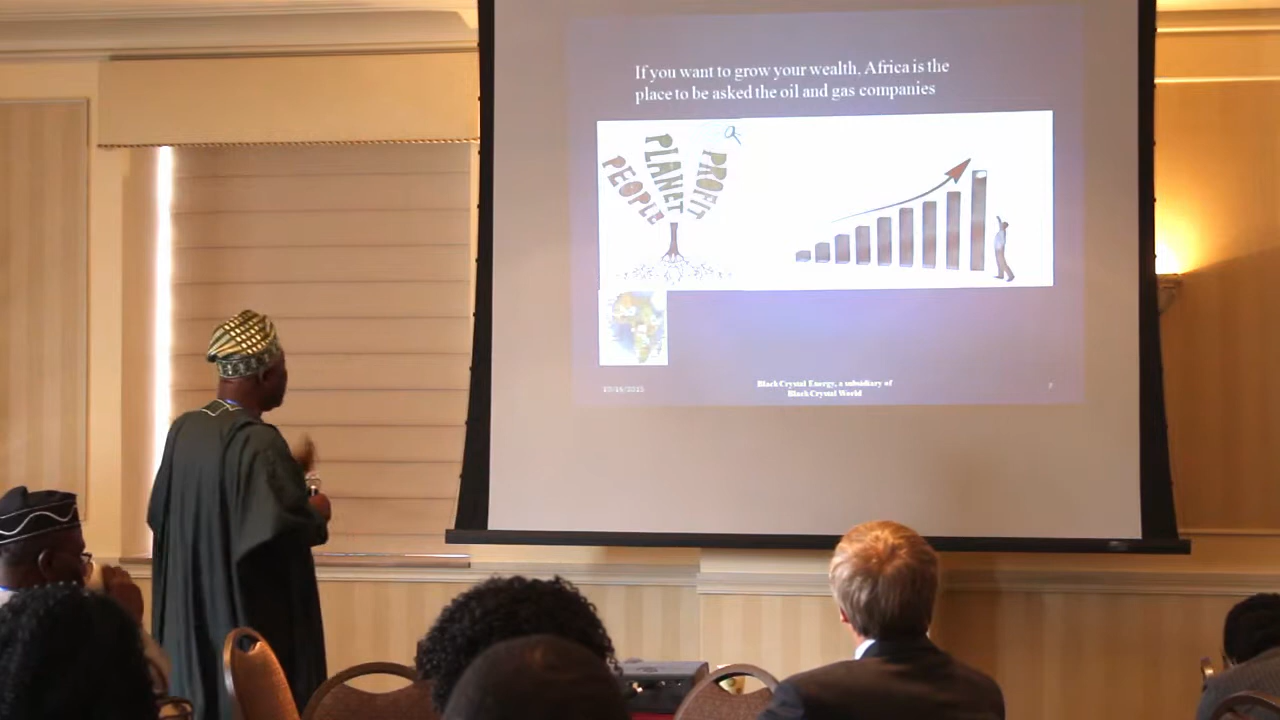 If you want to grow your wealth, Africa is the
place to be asked the oil and gas companies
PEOPLE
PLANET
PROFIT
Black Crystal Energy, a subsidiary of
Black Crystal World